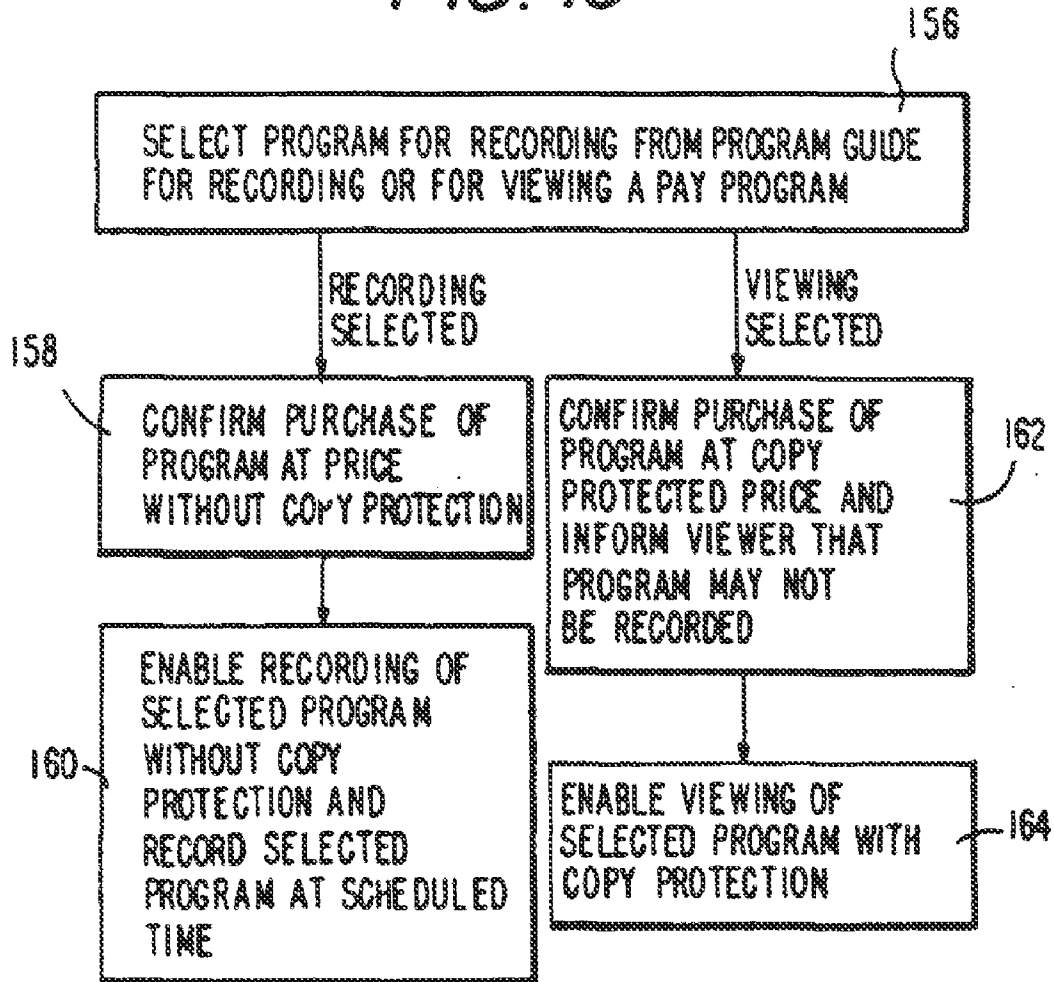 156
SELECT PROGRAM FOR RECORDING FROM PROGRAM GUIDE
FOR RECORDING OR FOR VIEWING A PAY PROGRAM
RECORDING
SELECTED
VIEWING
SELECTED
158
CONFIRM PURCHASE OF
PROGRAM AT PRICE
WITHOUT COPY PROTECTION
CONFIRM PURCHASE OF
PROGRAM AT COPY
PROTECTED PRICE AND
INFORM VIEWER THAT
PROGRAM MAY NOT
BE RECORDED
162
160
ENABLE RECORDING OF
SELECTED PROGRAM
WITHOUT COPY
PROTECTION AND
RECORD SELECTED
PROGRAM AT SCHEDULED
TIME
ENABLE VIEWING OF
SELECTED PROGRAM WITH
COPY PROTECTION
164